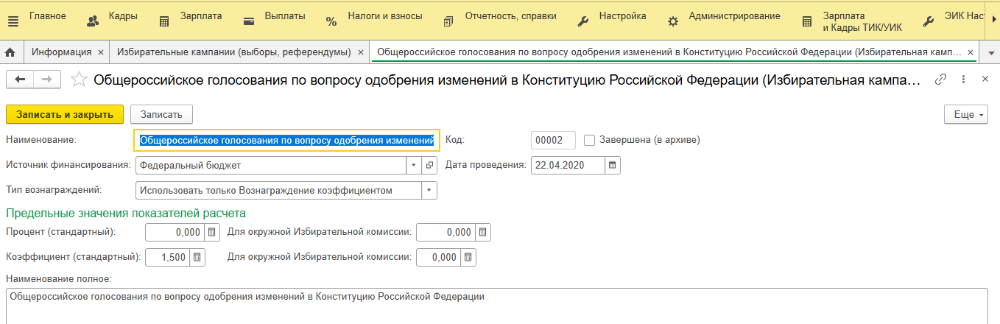 Главное
Кадры
Зарплата
Выплаты
Налоги и взносы
Отчетность, справки
Настройка
Администрирование
Зарплата
и Кадры ТИК/УИК
ЭИК Наст
Информация ×
Избирательные кампании (выборы, референдумы) ×
Общероссийское голосования по вопросу одобрения изменений в Конституцию Российской Федерации (Избирательная камп... ×
Общероссийское голосования по вопросу одобрения изменений в Конституцию Российской Федерации (Избирательная кампа...
Записать и закрыть
Записать
Еще
Наименование: Общероссийское голосования по вопросу одобрения изменений Код: 00002 Завершена (в архиве)
Источник финансирования: Федеральный бюджет Дата проведения: 22.04.2020
Тип вознаграждений: Использовать только Вознаграждение коэффициентом
Предельные значения показателей расчета
Процент (стандартный): 0,000 Для окружной Избирательной комиссии: 0,000
Коэффициент (стандартный): 1,500 Для окружной Избирательной комиссии: 0,000
Наименование полное:
Общероссийское голосования по вопросу одобрения изменений в Конституцию Российской Федерации